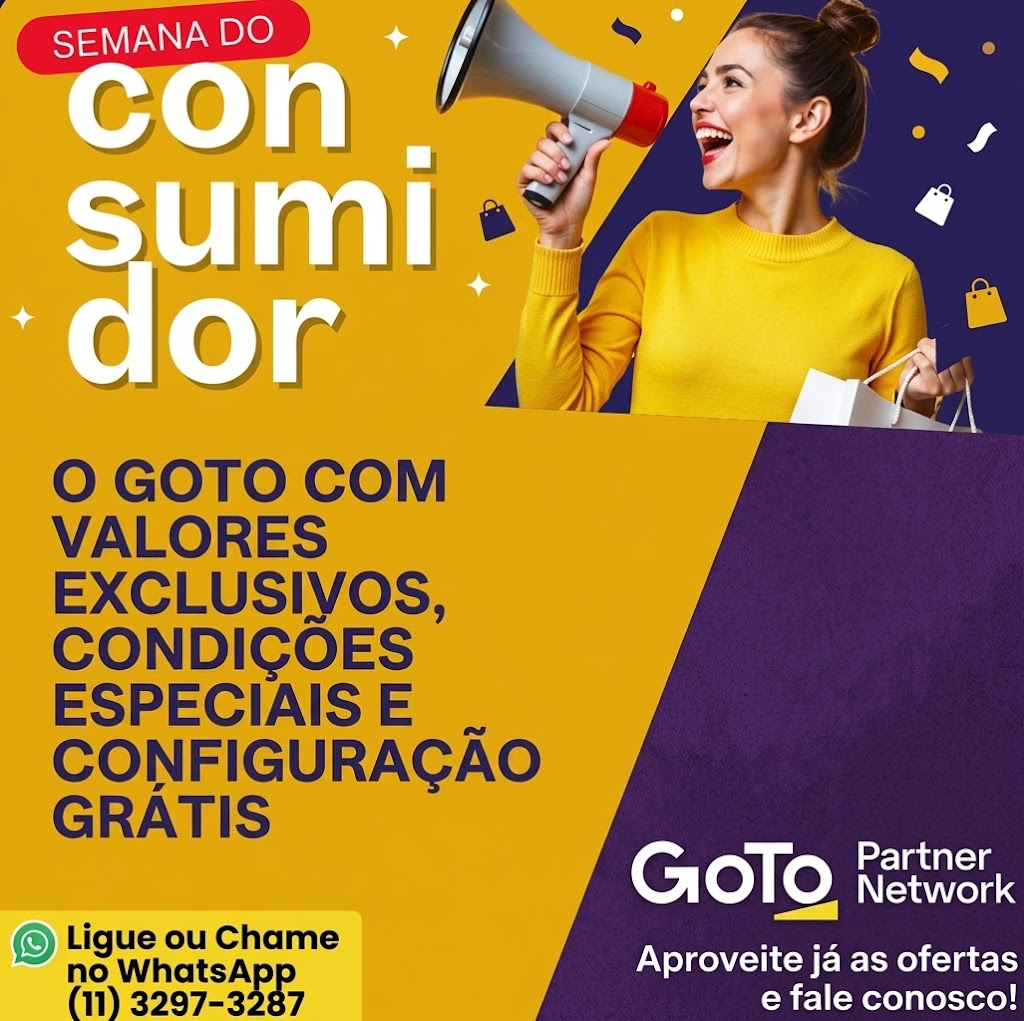 SEMANA DO
con
sumi
dor
O GOTO COM
VALORES
EXCLUSIVOS,
CONDIÇÕES
ESPECIAIS E
CONFIGURAÇÃO
GRÁTIS
GoTo Partner
Network
Ligue ou Chame
no WhatsApp
(11) 3297-3287
Aproveite já as ofertas
e fale conosco!